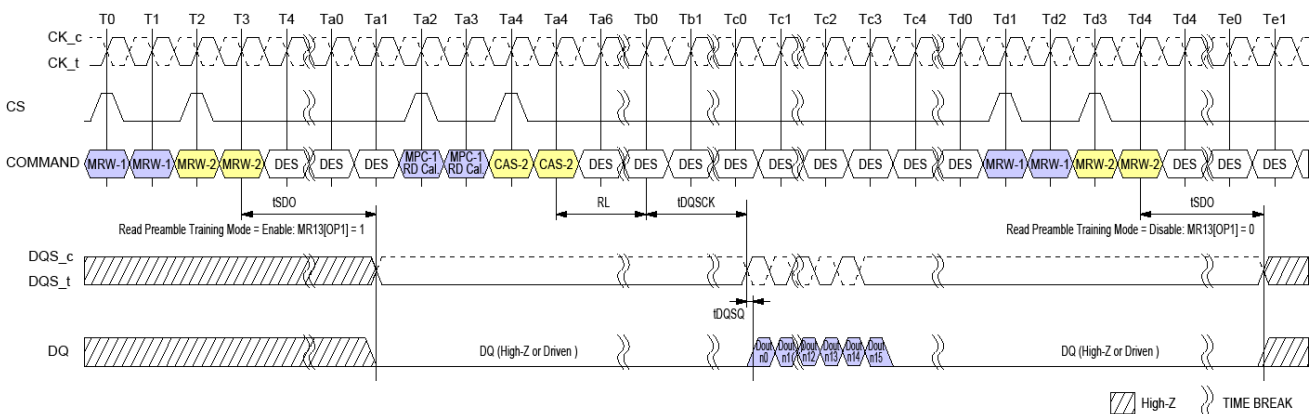 T0 T1 T2 T3 T4 Ta0 Ta1 Ta2 Ta3 Ta4 Ta6 Tb0 Tb1 Tc0 Tc1 Tc2 Tc3 Tc4 Td0 Td1 Td2 Td3 Td4 Td4 Te0 Te1
CK_c
CK_t
CS
COMMAND MRW-1 MRW-1 MRW-2 MRW-2 DES DES DES MPC-1 RD Cal. MPC-1 RD Cal. CAS-2 CAS-2 DES DES DES DES DES DES DES DES DES MRW-1 MRW-1 MRW-2 MRW-2 DES DES DES
tSDO RL tDQSCK tSDO
Read Preamble Training Mode = Enable: MR13[OP1] = 1 Read Preamble Training Mode = Disable: MR13[OP1] = 0
DQS_c
DQS_t
tDQSQ
DQ DQ (High-Z or Driven ) Dout n0 Dout n1 Dout n12 Dout n13 Dout n14 Dout n15 DQ (High-Z or Driven )
High-Z TIME BREAK